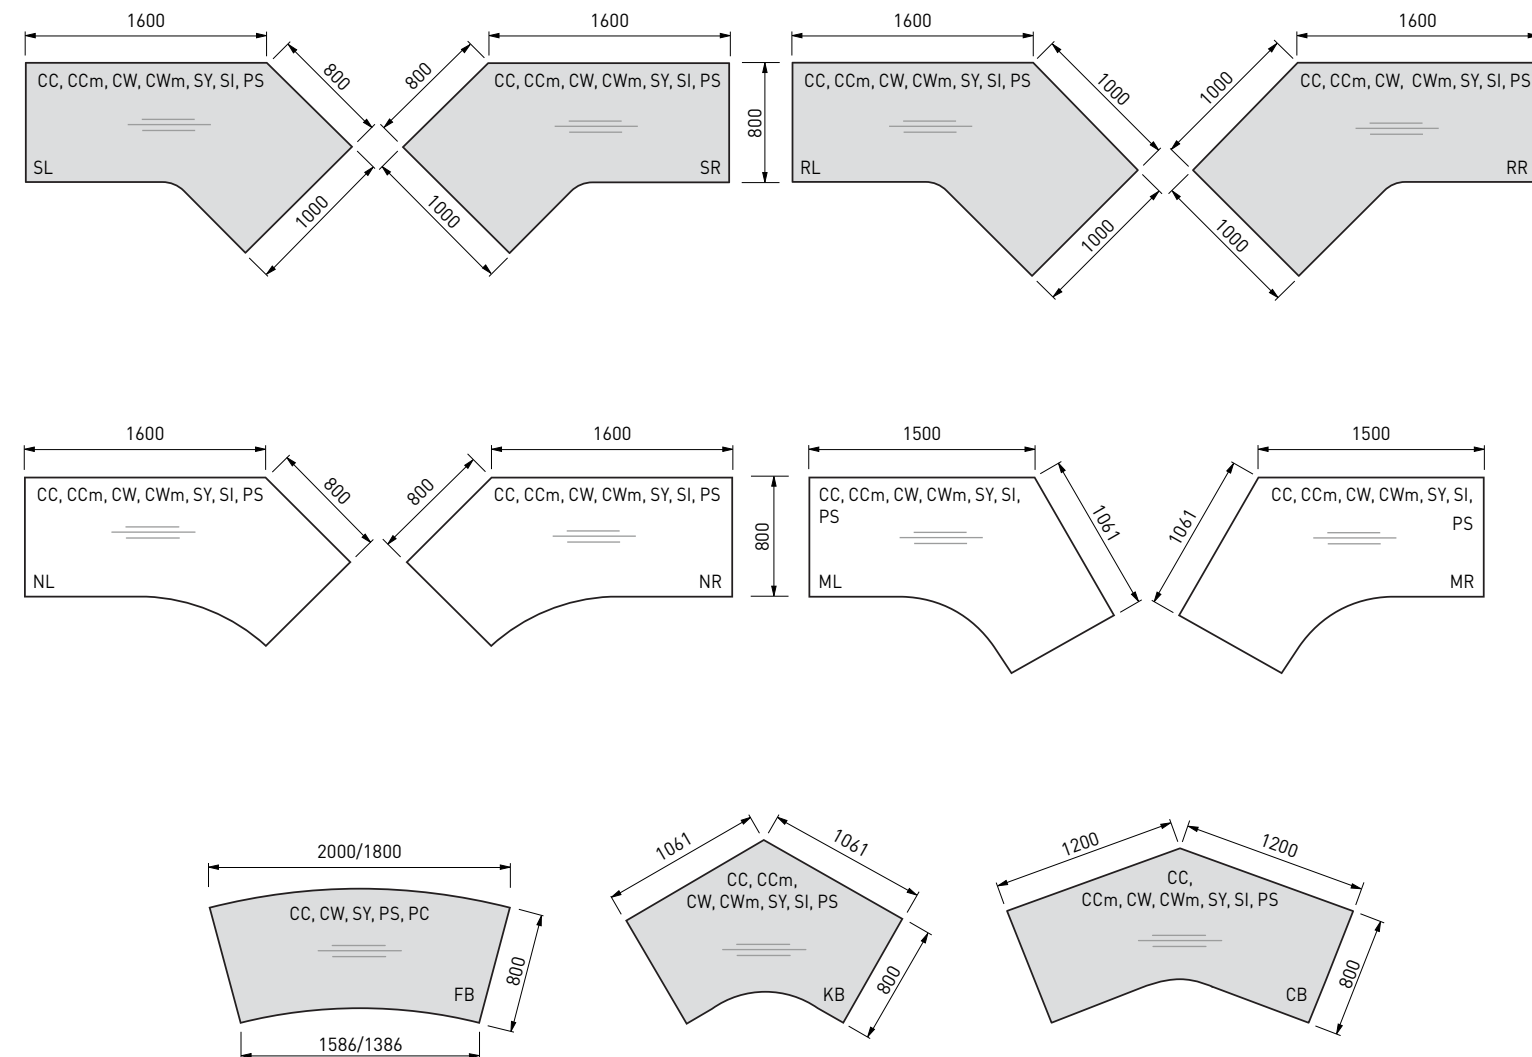 1600
1600
1600
1600
800
800
1000
1000
CC, CCm, CW, CWm, SY, SI, PS
CC, CCm, CW, CWm, SY, SI, PS
CC, CCm, CW, CWm, SY, SI, PS
CC, CCm, CW, CWm, SY, SI, PS
800
SL
SR
RL
RR
1000
1000
1000
1000
1600
1600
1500
1500
800
800
1061
1061
CC, CCm, CW, CWm, SY, SI, PS
CC, CCm, CW, CWm, SY, SI, PS
CC, CCm, CW, CWm, SY, SI,
PS
CC, CCm, CW, CWm, SY, SI,
PS
800
NL
NR
ML
MR
2000/1800
1061
1061
1200
1200
CC, CW, SY, PS, PC
CC, CCm,
CW, CWm, SY, SI, PS
CC,
CCm, CW, CWm, SY, SI, PS
800
800
800
FB
KB
CB
1586/1386